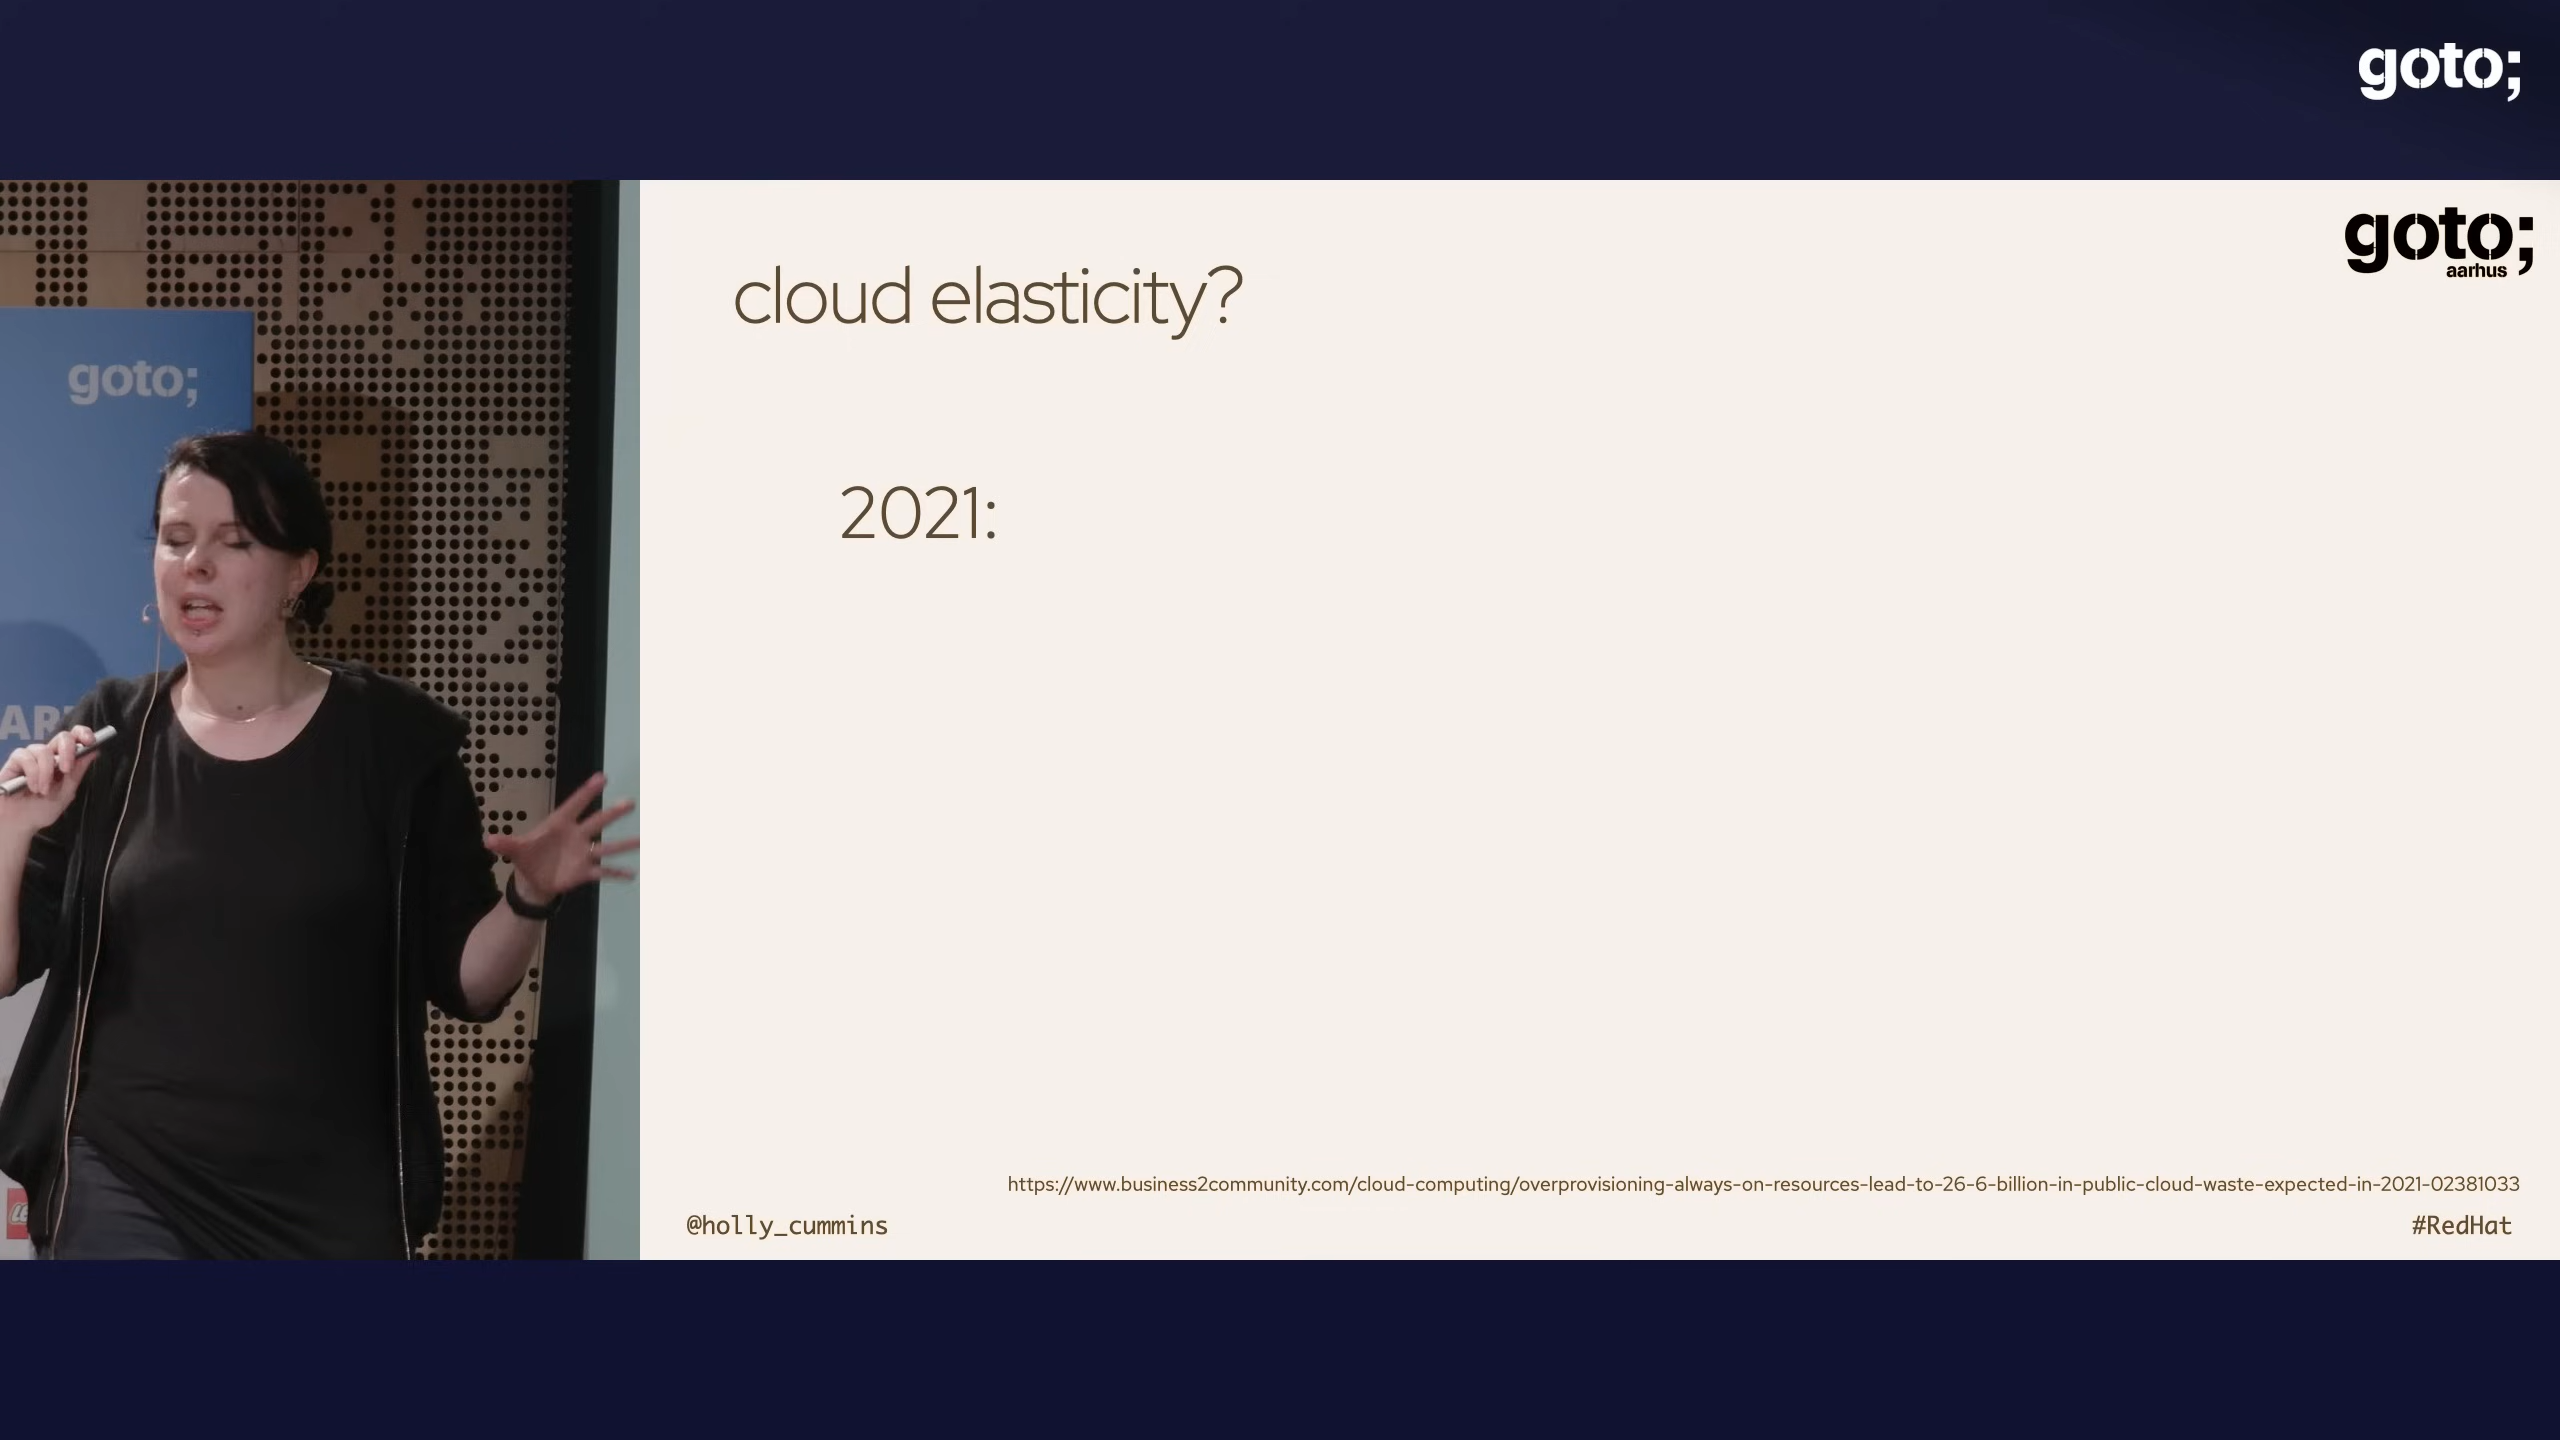 goto;
goto;
aarhus
cloud elasticity?
goto;
2021:
AR
https://www.business2community.com/cloud-computing/overprovisioning-always-on-resources-lead-to-26-6-billion-in-public-cloud-waste-expected-in-2021-02381033
@holly_cummins
#RedHat